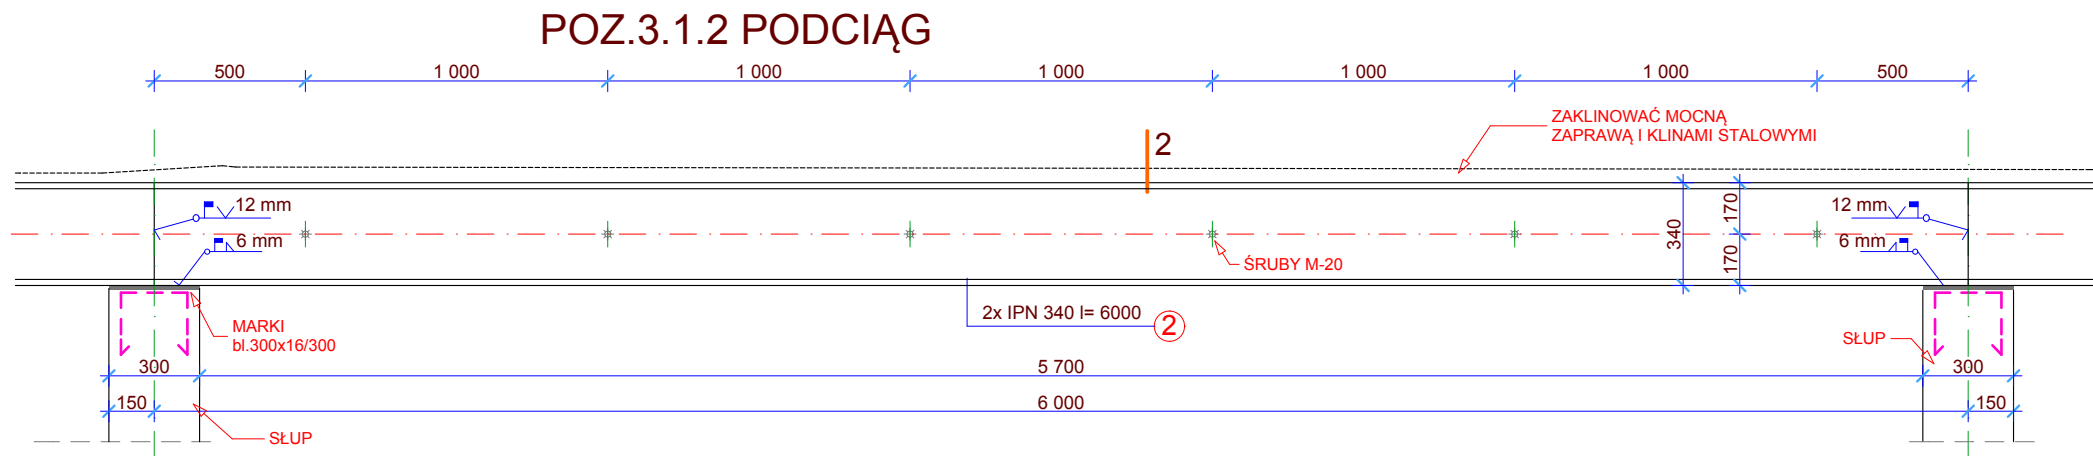 POZ.3.1.2 PODCIĄG
500 1 000 1 000 1 000 1 000 1 000 500
ZAKLINOWAĆ MOCNĄ
ZAPRAWĄ I KLINAMI STALOWYMI
2
12 mm
6 mm
340
170
170
12 mm
6 mm
ŚRUBY M-20
2x IPN 340 l= 6000
2
MARKI
bl.300x16/300
SŁUP
300 5 700 300
150 6 000 150
SŁUP